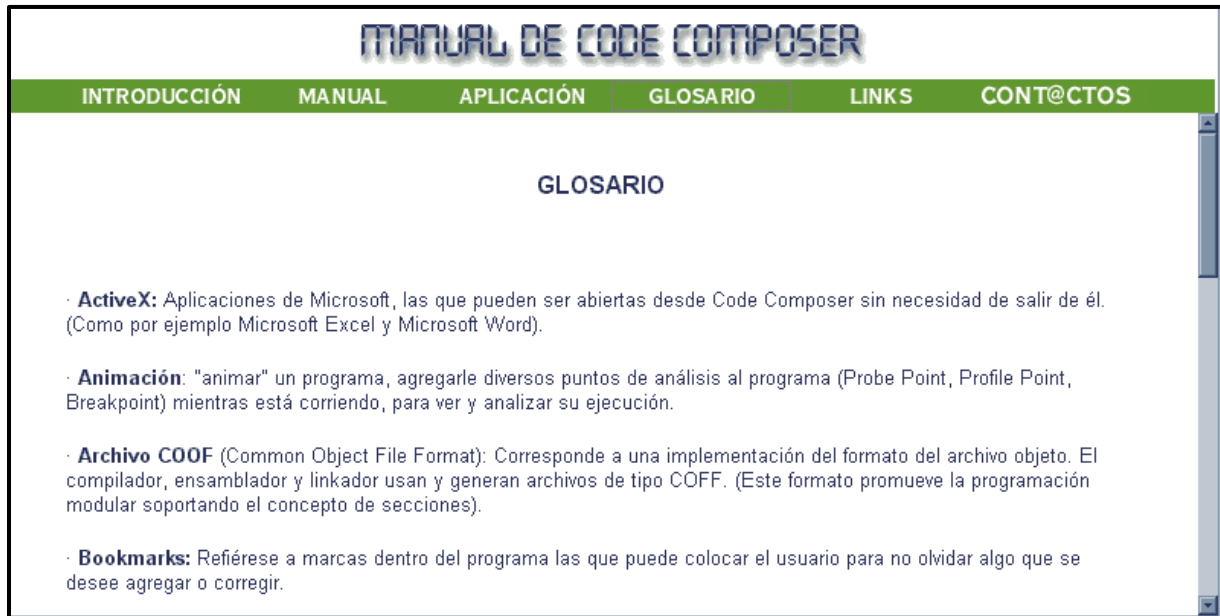 MANUAL DE CODE COMPOSER
INTRODUCCIÓN MANUAL APLICACIÓN GLOSARIO LINKS CONT@CTOS
GLOSARIO
· ActiveX: Aplicaciones de Microsoft, las que pueden ser abiertas desde Code Composer sin necesidad de salir de él.
(Como por ejemplo Microsoft Excel y Microsoft Word).
· Animación: "animar" un programa, agregarle diversos puntos de análisis al programa (Probe Point, Profile Point,
Breakpoint) mientras está corriendo, para ver y analizar su ejecución.
· Archivo COOF (Common Object File Format): Corresponde a una implementación del formato del archivo objeto. El
compilador, ensamblador y linkador usan y generan archivos de tipo COFF. (Este formato promueve la programación
modular soportando el concepto de secciones).
· Bookmarks: Refiérese a marcas dentro del programa las que puede colocar el usuario para no olvidar algo que se
desee agregar o corregir.